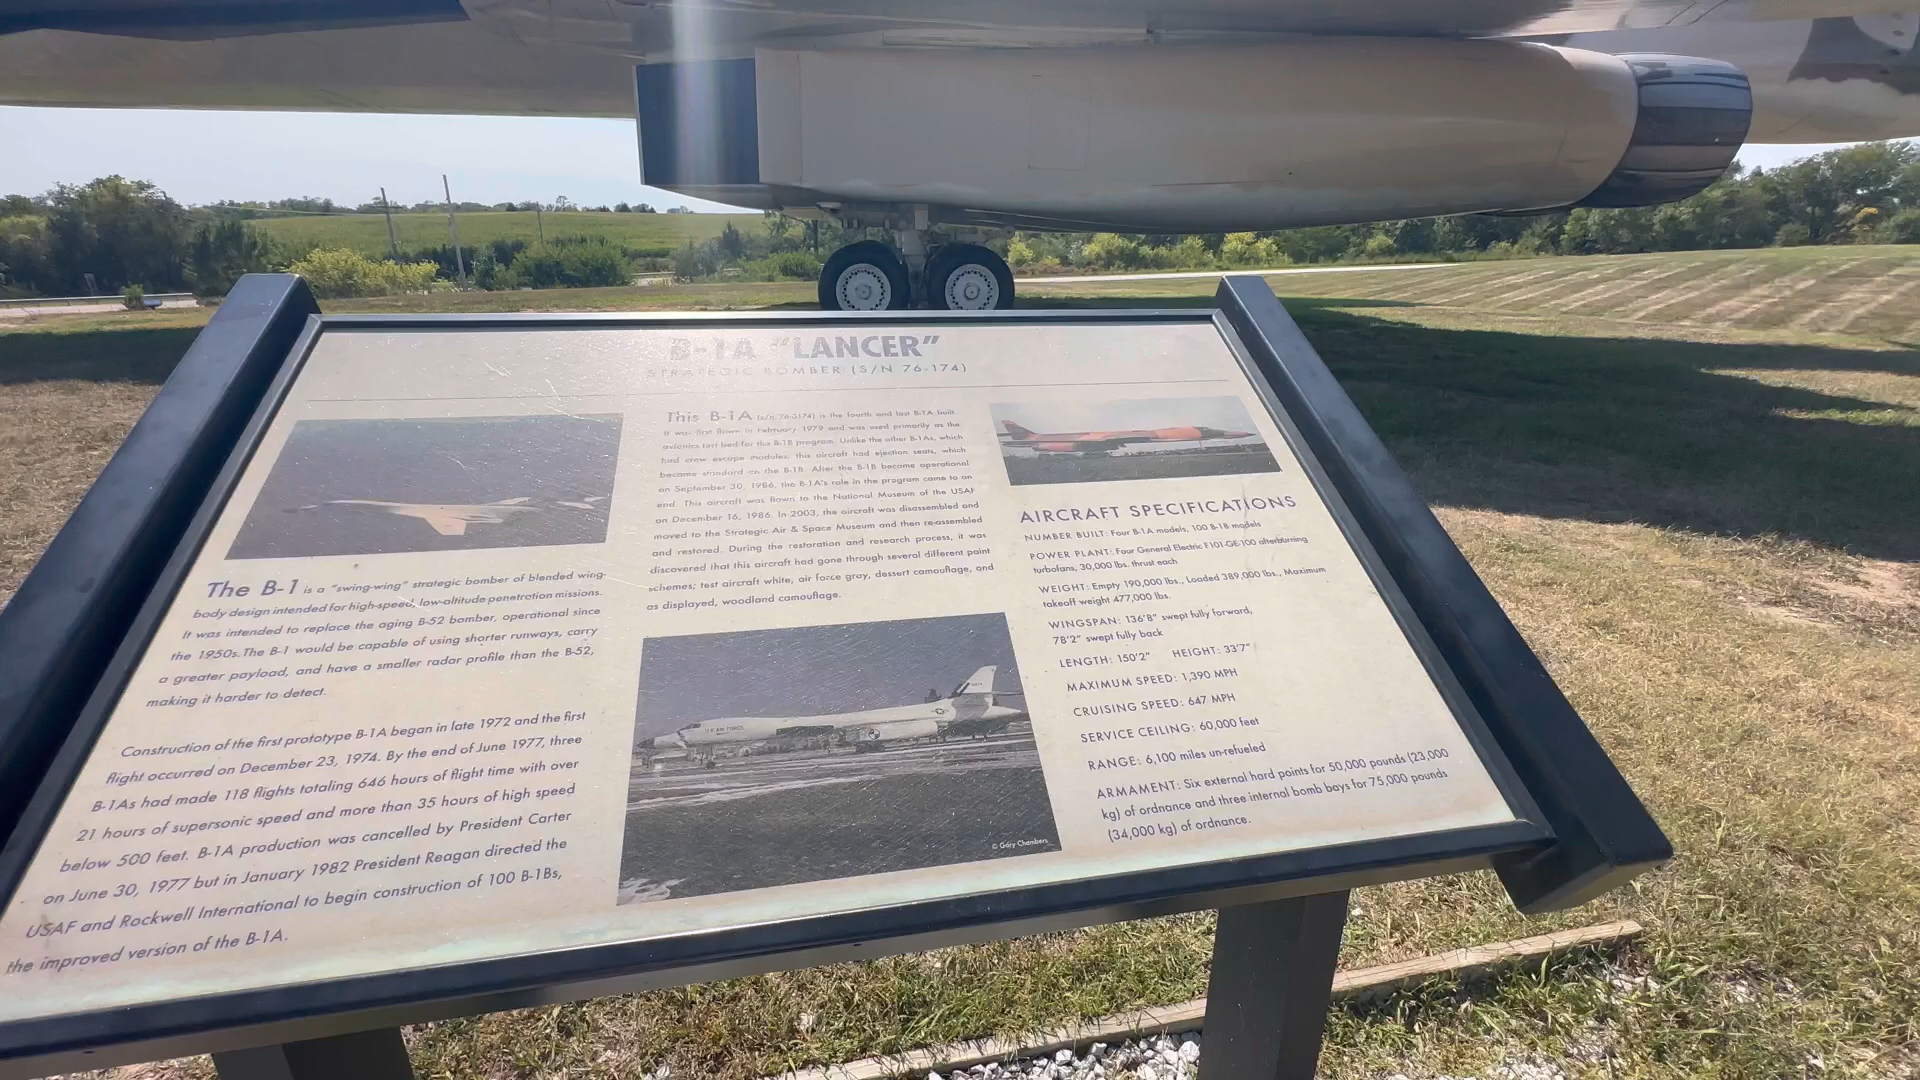 B-1A "LANCER"
STRATEGIC BOMBER (S/N 76-174)
The B-1 is a "swing-wing" strategic bomber of blended wing-
body design intended for high-speed, low-altitude penetration missions.
It was intended to replace the aging B-52 bomber, operational since
the 1950s. The B-1 would be capable of using shorter runways, carry
a greater payload, and have a smaller radar profile than the B-52,
making it harder to detect.
Construction of the first prototype B-1A began in late 1972 and the first
flight occurred on December 23, 1974. By the end of June 1977, three
B-1As had made 118 flights totaling 646 hours of flight time with over
21 hours of supersonic speed and more than 35 hours of high speed
below 500 feet. B-1A production was cancelled by President Carter
on June 30, 1977 but in January 1982 President Reagan directed the
USAF and Rockwell International to begin construction of 100 B-1Bs,
the improved version of the B-1A.
This B-1A (s/n 76-0174) is the fourth and last B-1A built.
It was first flown in February 1979 and was used primarily as the
avionics test bed for the B-1B program. Unlike the other B-1As, which
had crew escape modules, this aircraft had ejection seats, which
became standard on the B-1B. After the B-1B became operational
on September 30, 1986, the B-1A's role in the program came to an
end. This aircraft was flown to the National Museum of the USAF
on December 16, 1986. In 2003, the aircraft was disassembled and
moved to the Strategic Air & Space Museum and then re-assembled
and restored. During the restoration and research process, it was
discovered that this aircraft had gone through several different paint
schemes; test aircraft white, air force gray, dessert camouflage, and
as displayed, woodland camouflage.
U.S. AIR FORCE
© Gary Chambers
AIRCRAFT SPECIFICATIONS
NUMBER BUILT: Four B-1A models, 100 B-1B models
POWER PLANT: Four General Electric F101-GE-100 afterburning
turbofans, 30,000 lbs. thrust each
WEIGHT: Empty 190,000 lbs., Loaded 389,000 lbs., Maximum
takeoff weight 477,000 lbs.
WINGSPAN: 136'8" swept fully forward,
78'2" swept fully back
LENGTH: 150'2" HEIGHT: 33'7"
MAXIMUM SPEED: 1,390 MPH
CRUISING SPEED: 647 MPH
SERVICE CEILING: 60,000 feet
RANGE: 6,100 miles un-refueled
ARMAMENT: Six external hard points for 50,000 pounds (23,000
kg) of ordnance and three internal bomb bays for 75,000 pounds
(34,000 kg) of ordnance.